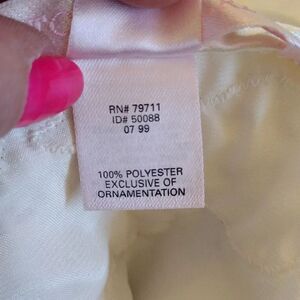 RN# 79711
ID# 50088
07 99
100% POLYESTER
EXCLUSIVE OF
ORNAMENTATION